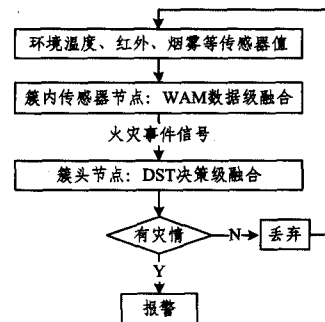 环境温度、红外、烟雾等传感器值
簇内传感器节点：WAM数据级融合
火灾事件信号
簇头节点：DST决策级融合
有灾情
N
丢弃
Y
报警